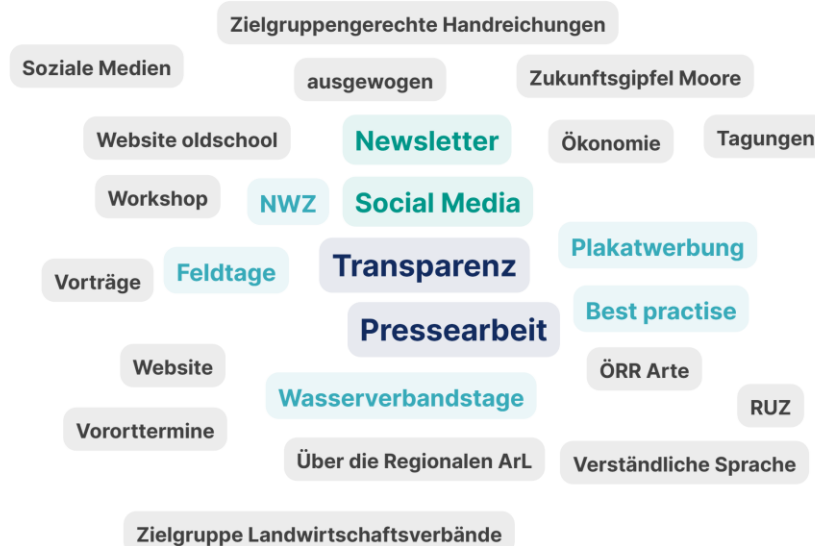 Zielgruppengerechte Handreichungen
Soziale Medien
ausgewogen
Zukunftsgipfel Moore
Website oldschool
Newsletter
Ökonomie
Tagungen
Workshop
NWZ
Social Media
Plakatwerbung
Vorträge
Feldtage
Transparenz
Best practise
Pressearbeit
Website
ÖRR Arte
Wasserverbandstage
RUZ
Vororttermine
Über die Regionalen ArL
Verständliche Sprache
Zielgruppe Landwirtschaftsverbände